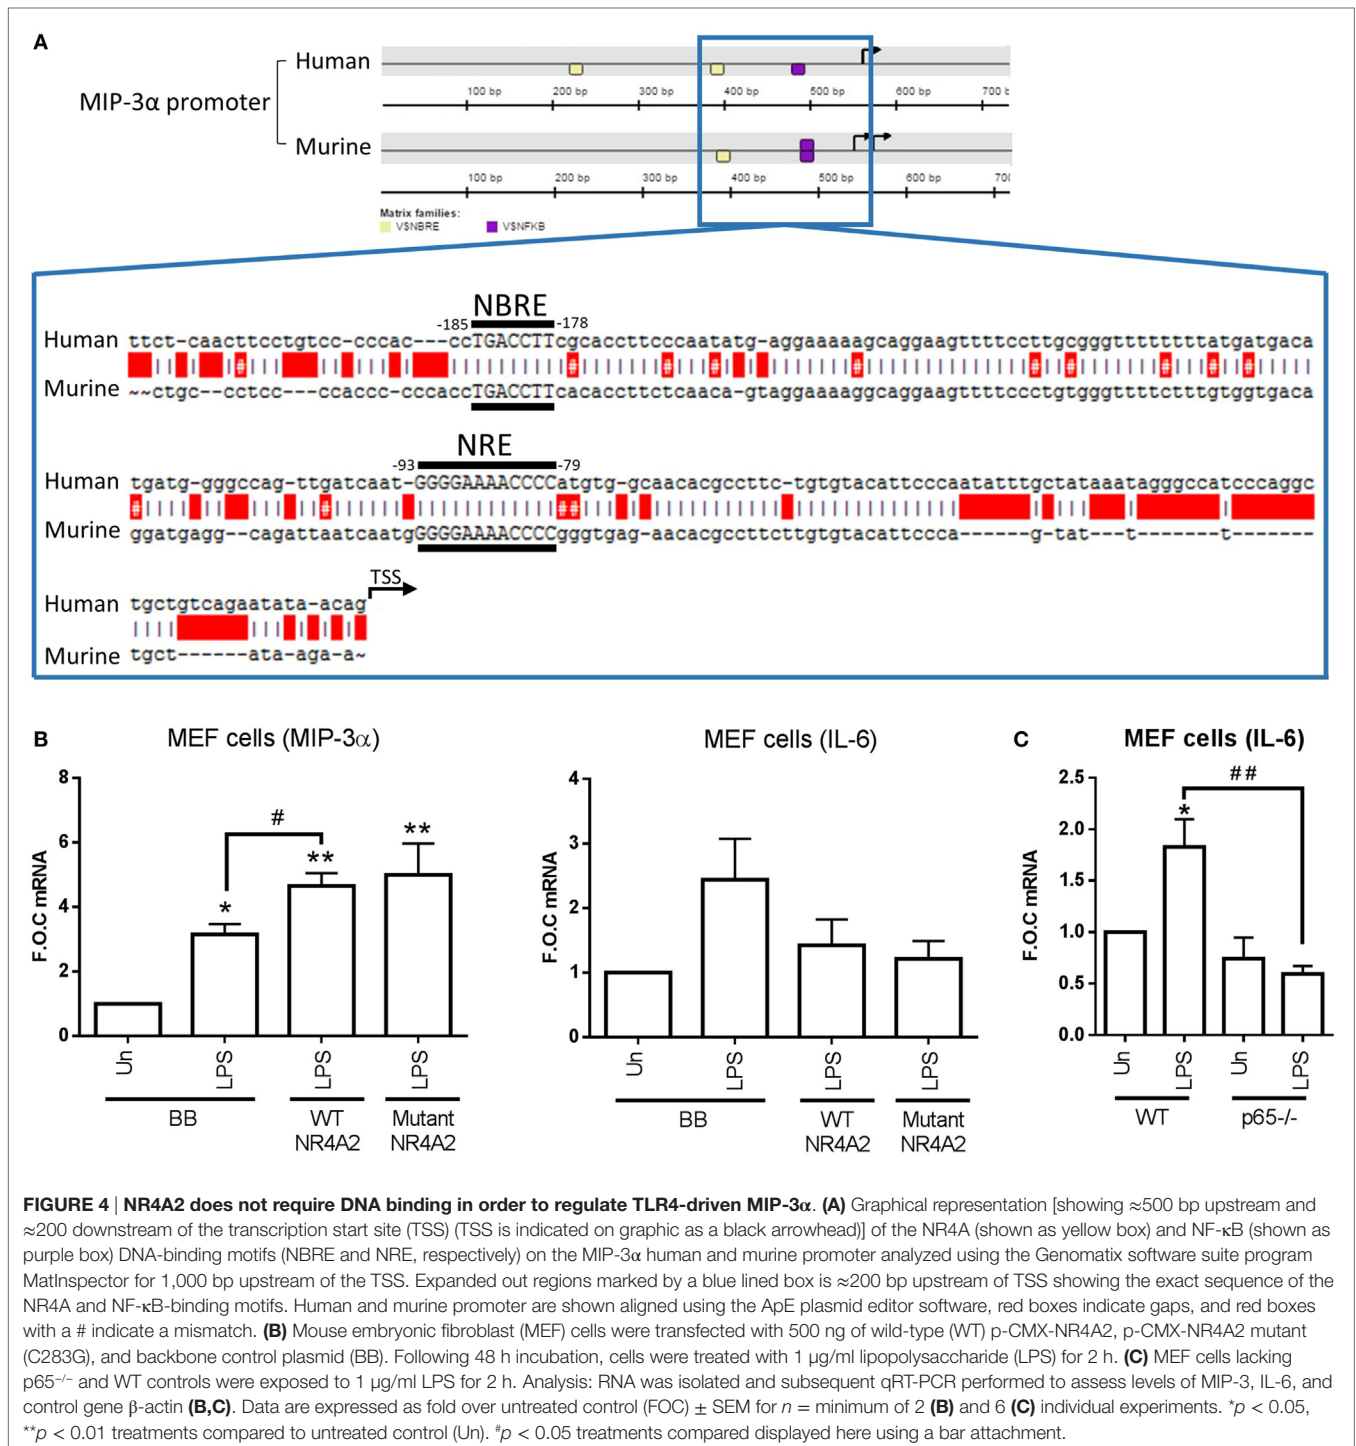 A
MIP-3α promoter
Human
100 bp 200 bp 300 bp 400 bp 500 bp 600 bp 700 b
Murine
100 bp 200 bp 300 bp 400 bp 500 bp 600 bp 700
Matrix families:
V$NBRE V$NFKB
NBRE
-185 -178
Human ttct-caacttcctgtcc-cccac---ccTGACCTTcgcaccttcccaatatg-aggaaaaagcaggaagttttccttgcgggttttttttatgatgaca
Murine ~~ctgc--cctcc---ccaccc-cccaccTGACCTTcacaccttctcaaca-gtaggaaaaggcaggaagttttccctgtgggttttctttgtggtgaca
NRE
-93 -79
Human tgatg-gggccag-ttgatcaat-GGGGAAAACCCCatgtg-gcaacacgccttc-tgtgtacattcccaatatttgctataaatagggccatcccaggc
Murine ggatgagg--cagattaatcaatgGGGGAAAACCCCgggtgag-aacacgccttcttgtgtacattccca------g-tat---t-------t-------
TSS
Human tgctgtcagaatata-acag
Murine tgct------ata-aga-a~
B
MEF cells (MIP-3α)
F.O.C mRNA
8
6
4
2
0
#
*
**
**
Un LPS LPS LPS
BB WT NR4A2 Mutant NR4A2
MEF cells (IL-6)
F.O.C mRNA
4
3
2
1
0
Un LPS LPS LPS
BB WT NR4A2 Mutant NR4A2
C
MEF cells (IL-6)
F.O.C mRNA
2.5
2.0
1.5
1.0
0.5
0.0
##
*
Un LPS Un LPS
WT p65-/-
FIGURE 4 | NR4A2 does not require DNA binding in order to regulate TLR4-driven MIP-3α. (A) Graphical representation [showing ≈500 bp upstream and
≈200 downstream of the transcription start site (TSS) (TSS is indicated on graphic as a black arrowhead)] of the NR4A (shown as yellow box) and NF-κB (shown as
purple box) DNA-binding motifs (NBRE and NRE, respectively) on the MIP-3α human and murine promoter analyzed using the Genomatix software suite program
MatInspector for 1,000 bp upstream of the TSS. Expanded out regions marked by a blue lined box is ≈200 bp upstream of TSS showing the exact sequence of the
NR4A and NF-κB-binding motifs. Human and murine promoter are shown aligned using the ApE plasmid editor software, red boxes indicate gaps, and red boxes
with a # indicate a mismatch. (B) Mouse embryonic fibroblast (MEF) cells were transfected with 500 ng of wild-type (WT) p-CMX-NR4A2, p-CMX-NR4A2 mutant
(C283G), and backbone control plasmid (BB). Following 48 h incubation, cells were treated with 1 μg/ml lipopolysaccharide (LPS) for 2 h. (C) MEF cells lacking
p65⁻/⁻ and WT controls were exposed to 1 μg/ml LPS for 2 h. Analysis: RNA was isolated and subsequent qRT-PCR performed to assess levels of MIP-3, IL-6, and
control gene β-actin (B,C). Data are expressed as fold over untreated control (FOC) ± SEM for n = minimum of 2 (B) and 6 (C) individual experiments. *p < 0.05,
**p < 0.01 treatments compared to untreated control (Un). #p < 0.05 treatments compared displayed here using a bar attachment.